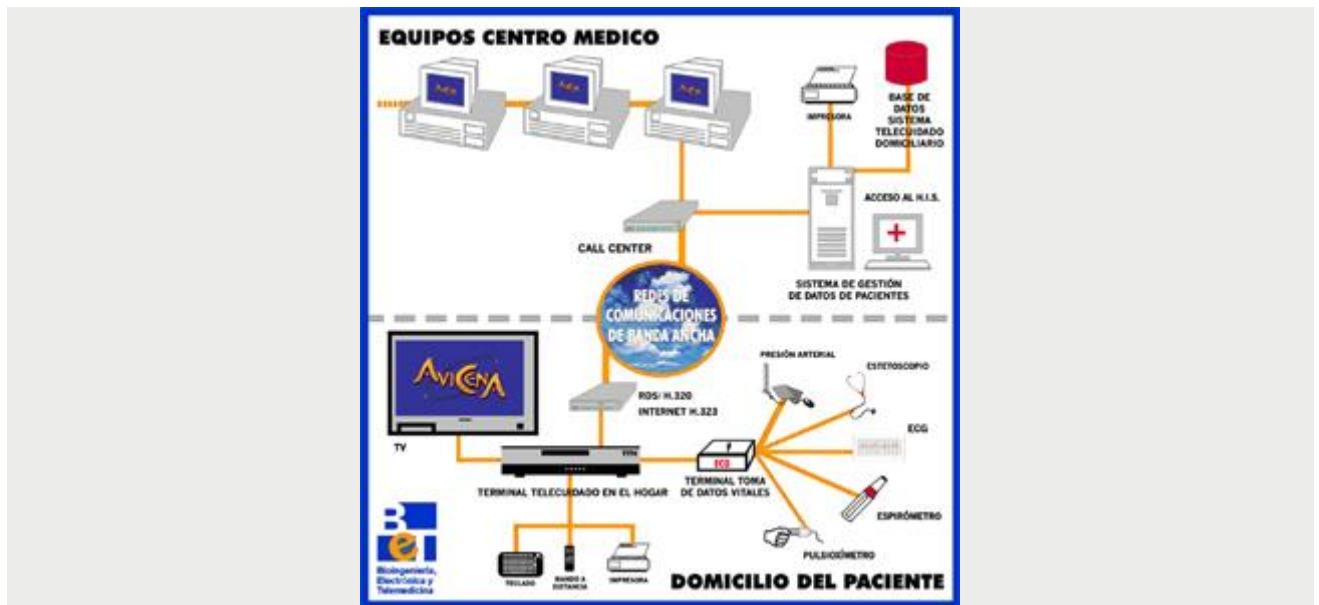 EQUIPOS CENTRO MEDICO
IMPRESORA
BASE DE
DATOS
SISTEMA
TELECUIDADO
DOMICILIARIO
ACCESO AL H.I.S.
CALL CENTER
SISTEMA DE GESTIÓN
DE DATOS DE PACIENTES
REDES DE
COMUNICACIONES
DE BANDA ANCHA
PRESIÓN ARTERIAL
ESTETOSCOPIO
AVICENA
RDSI H.320
INTERNET H.323
ECG
TV
ECG
TERMINAL TOMA
DE DATOS VITALES
TERMINAL TELECUIDADO EN EL HOGAR
ESPIRÓMETRO
PULSIOXÍMETRO
BeT
Bioingeniería,
Electrónica y
Telemedicina
TECLADO
MANDO A
DISTANCIA
IMPRESORA
DOMICILIO DEL PACIENTE